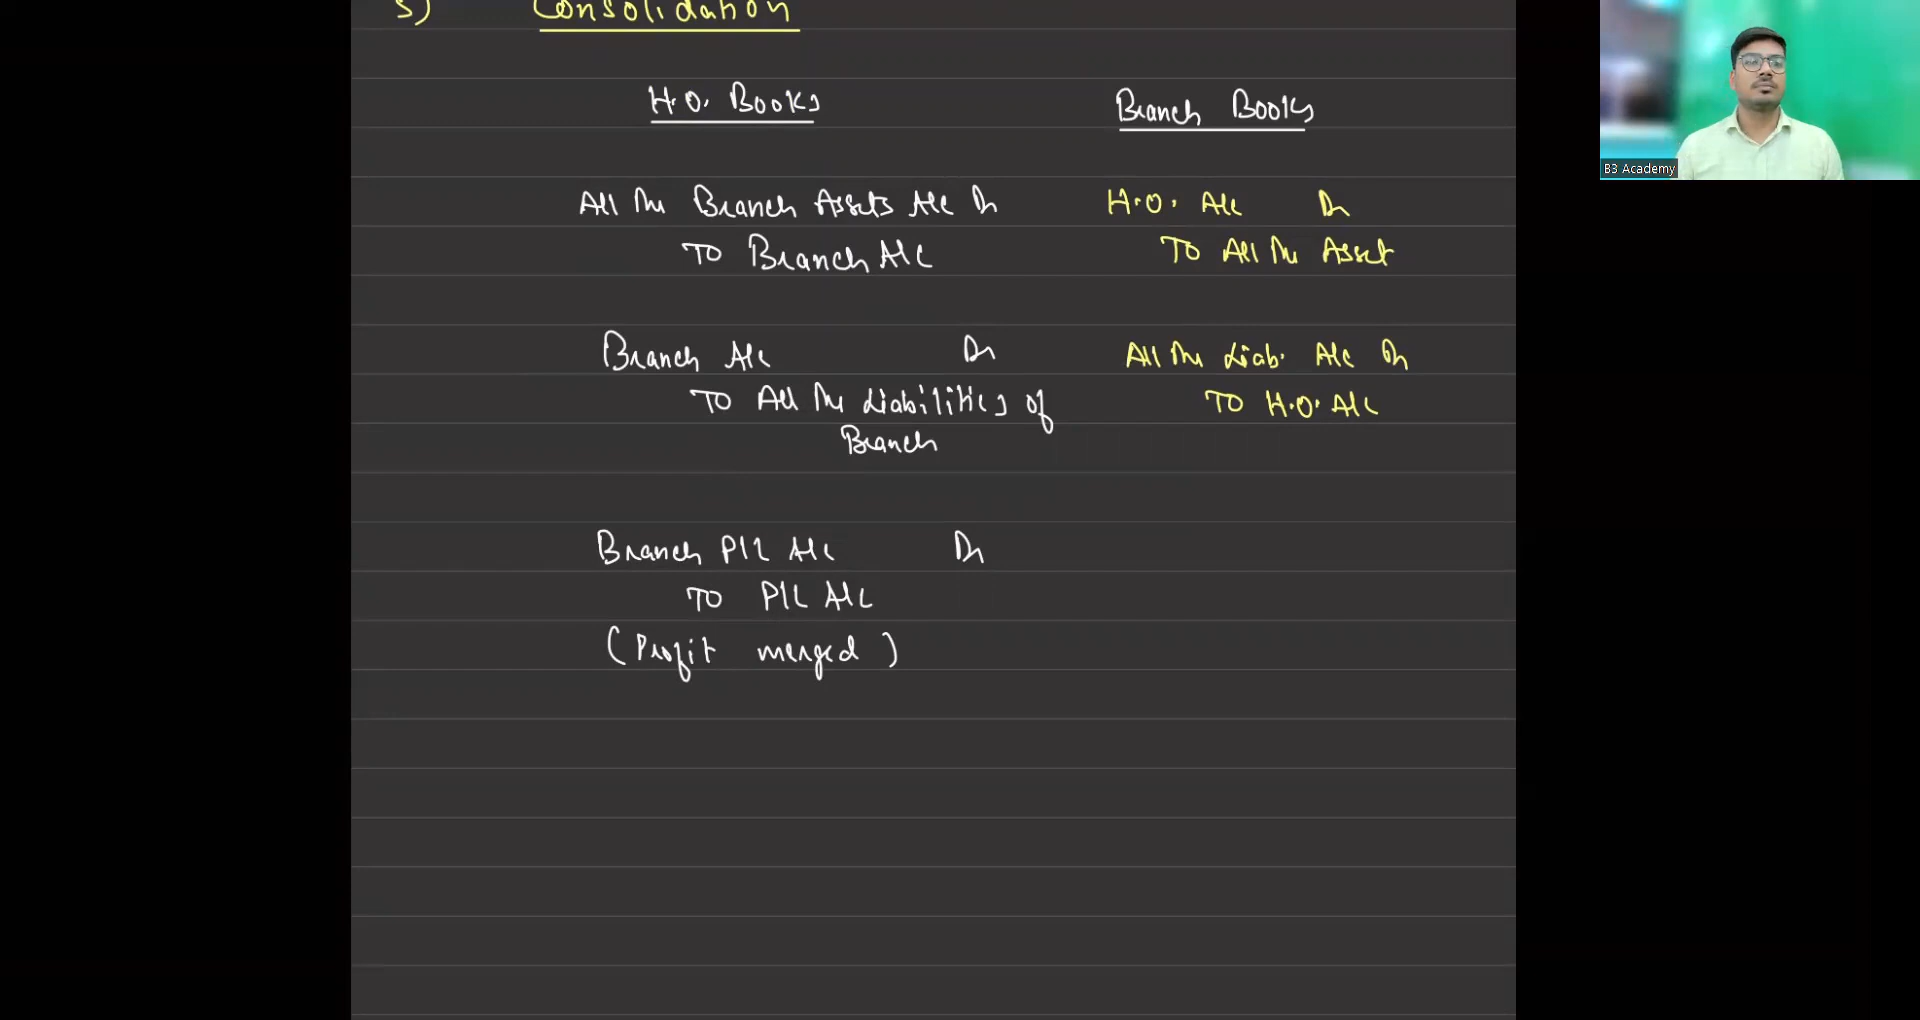 5) Consolidation
H.O. Books Branch Books
All the Branch Assets A/c Dr H.O. A/c Dr
To Branch A/c To All the Asset
Branch A/c Dr All the Liab. A/c Dr
To All the Liabilities of To H.O. A/c
Branch
Branch P/L A/c Dr
To P/L A/c
(Profit merged)
B3 Academy